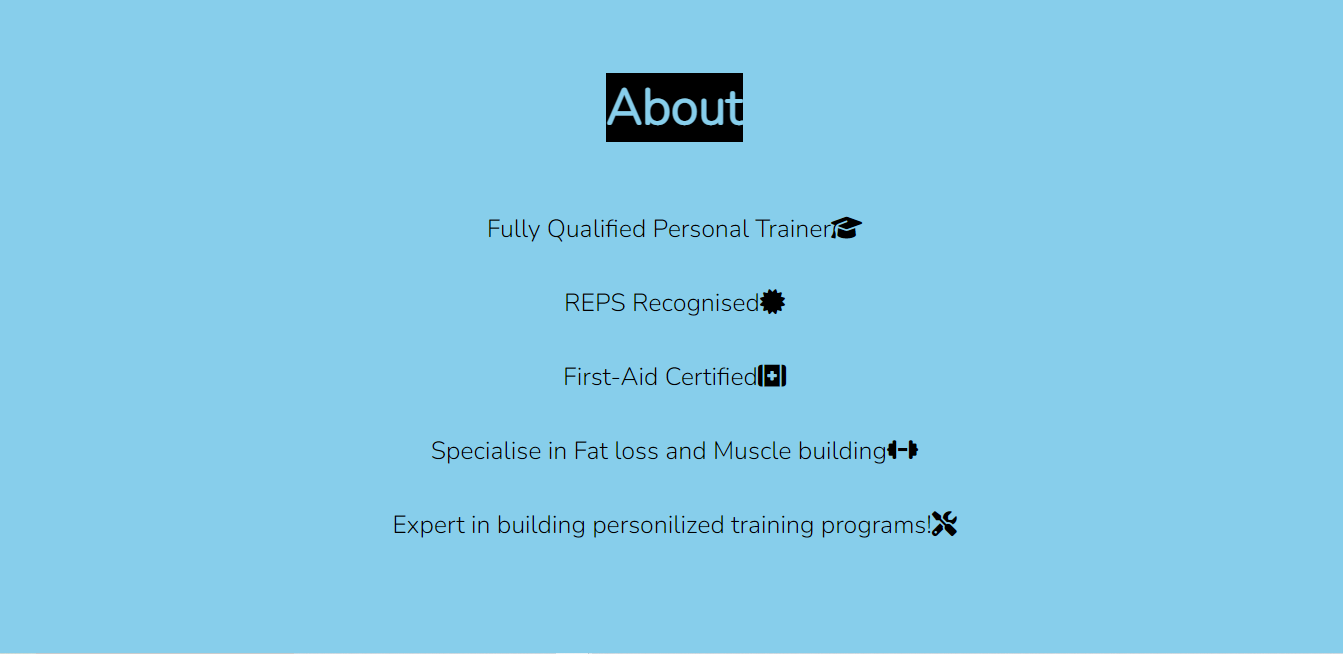 About
Fully Qualified Personal Trainer
REPS Recognised
First-Aid Certified
Specialise in Fat loss and Muscle building
Expert in building personilized training programs!